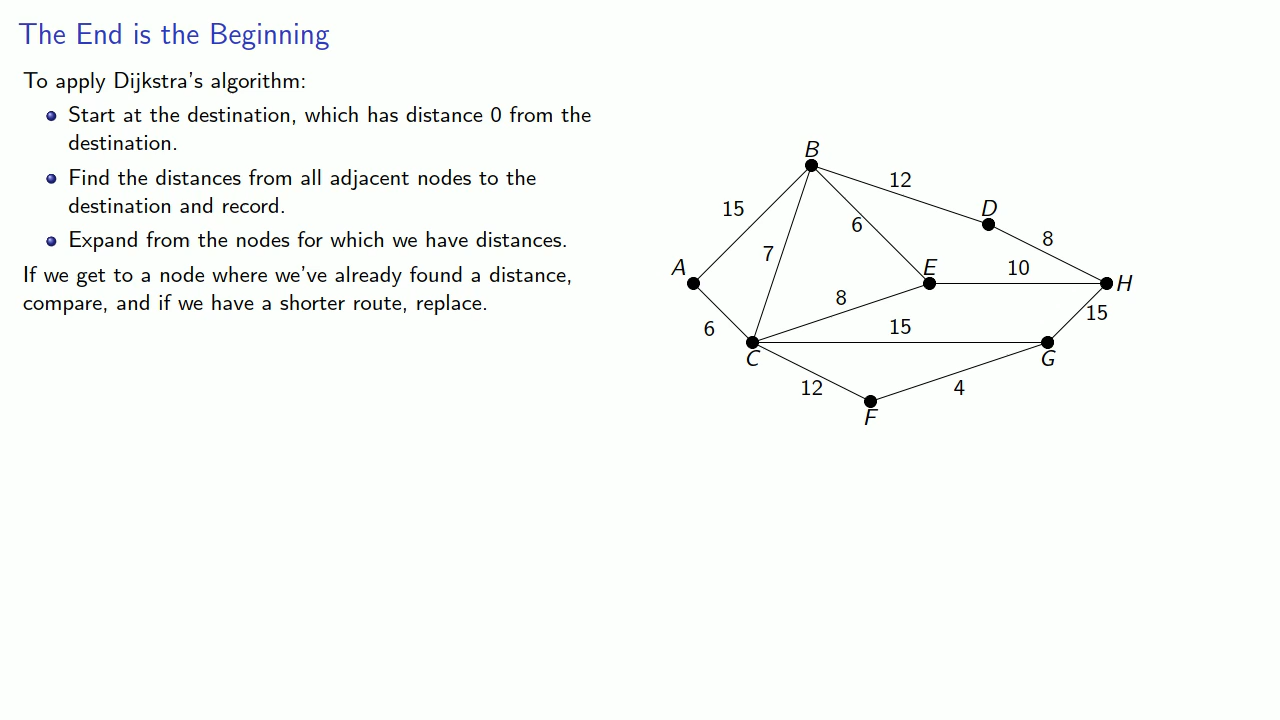 The End is the Beginning
To apply Dijkstra's algorithm:
Start at the destination, which has distance 0 from the
destination.
Find the distances from all adjacent nodes to the
destination and record.
Expand from the nodes for which we have distances.
If we get to a node where we've already found a distance,
compare, and if we have a shorter route, replace.
B
12
15
D
6
8
7
A
E
10
H
8
15
6
15
C
G
12
4
F